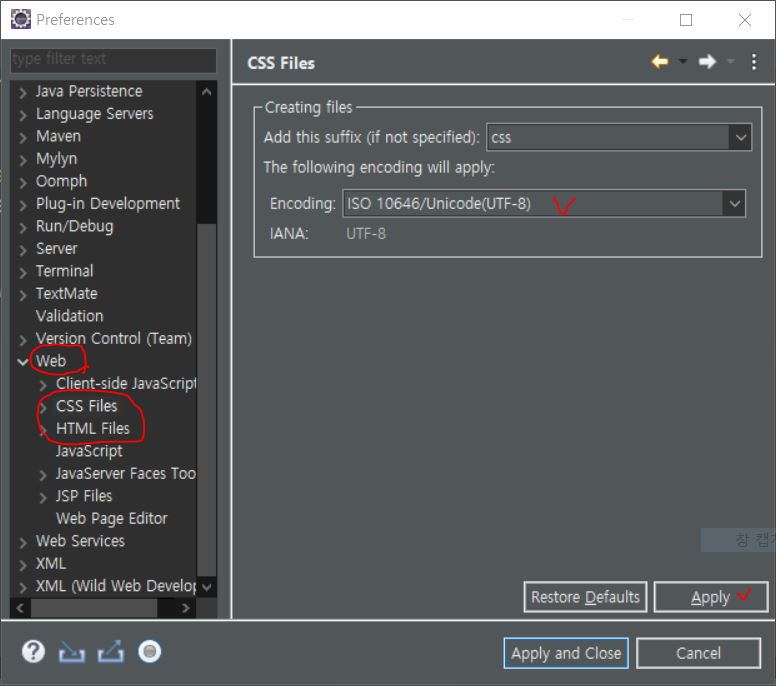 Preferences
type filter text
Java Persistence
Language Servers
Maven
Mylyn
Oomph
Plug-in Development
Run/Debug
Server
Terminal
TextMate
Validation
Version Control (Team)
Web
Client-side JavaScript
CSS Files
HTML Files
JavaScript
JavaServer Faces Too
JSP Files
Web Page Editor
Web Services
XML
XML (Wild Web Develop
CSS Files
Creating files
Add this suffix (if not specified): css
The following encoding will apply:
Encoding: ISO 10646/Unicode(UTF-8)
IANA: UTF-8
창 캡처
Restore Defaults
Apply
Apply and Close
Cancel